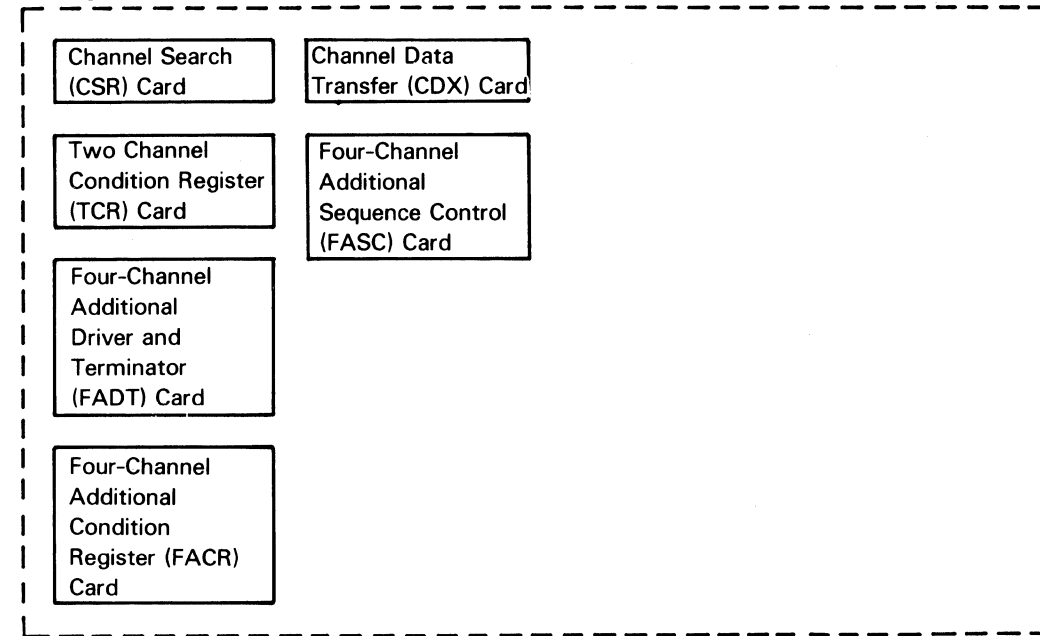 Channel Search
(CSR) Card
Channel Data
Transfer (CDX) Card
Two Channel
Condition Register
(TCR) Card
Four-Channel
Additional
Sequence Control
(FASC) Card
Four-Channel
Additional
Driver and
Terminator
(FADT) Card
Four-Channel
Additional
Condition
Register (FACR)
Card